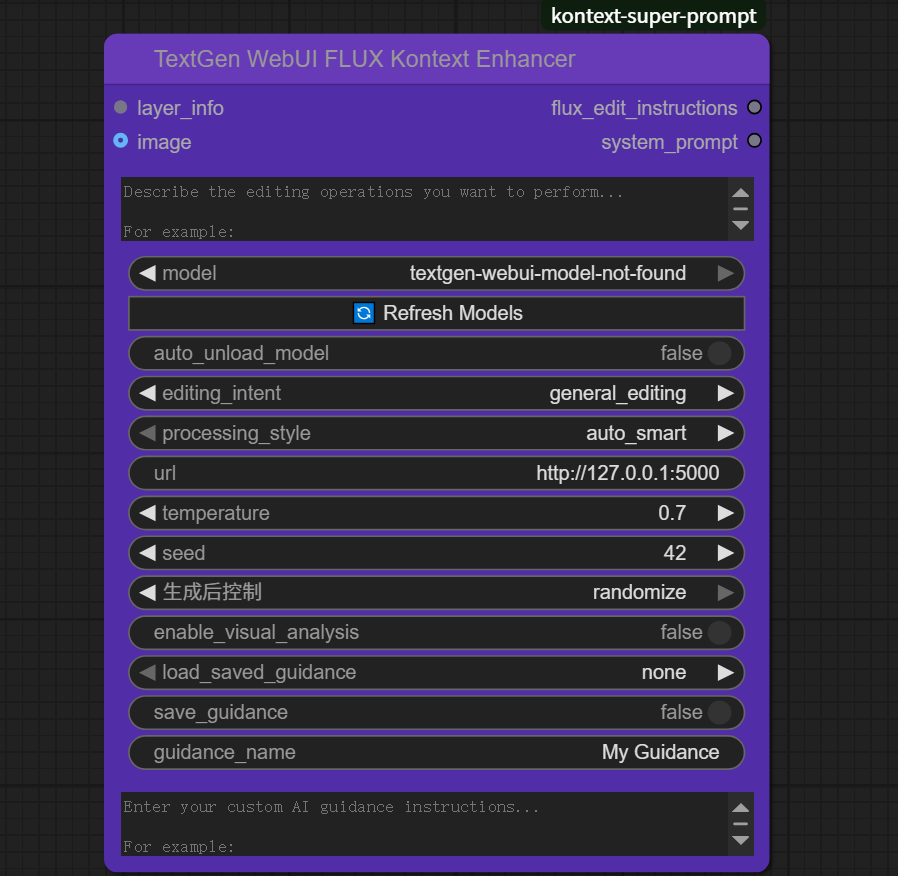 kontext-super-prompt
TextGen WebUI FLUX Kontext Enhancer
layer_info flux_edit_instructions
image system_prompt
Describe the editing operations you want to perform...
For example:
model textgen-webui-model-not-found
Refresh Models
auto_unload_model false
editing_intent general_editing
processing_style auto_smart
url http://127.0.0.1:5000
temperature 0.7
seed 42
生成后控制 randomize
enable_visual_analysis false
load_saved_guidance none
save_guidance false
guidance_name My Guidance
Enter your custom AI guidance instructions...
For example: